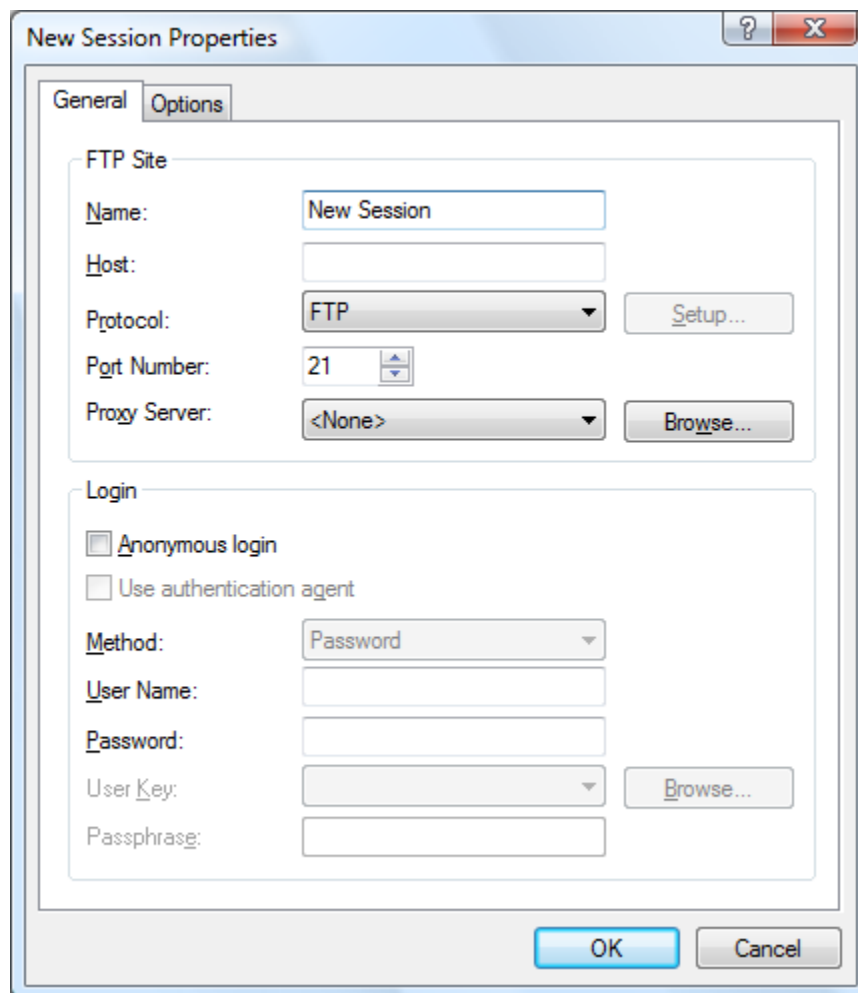 New Session Properties
General Options
FTP Site
Name: New Session
Host:
Protocol: FTP Setup...
Port Number: 21
Proxy Server: <None> Browse...
Login
Anonymous login
Use authentication agent
Method: Password
User Name:
Password:
User Key: Browse...
Passphrase:
OK Cancel